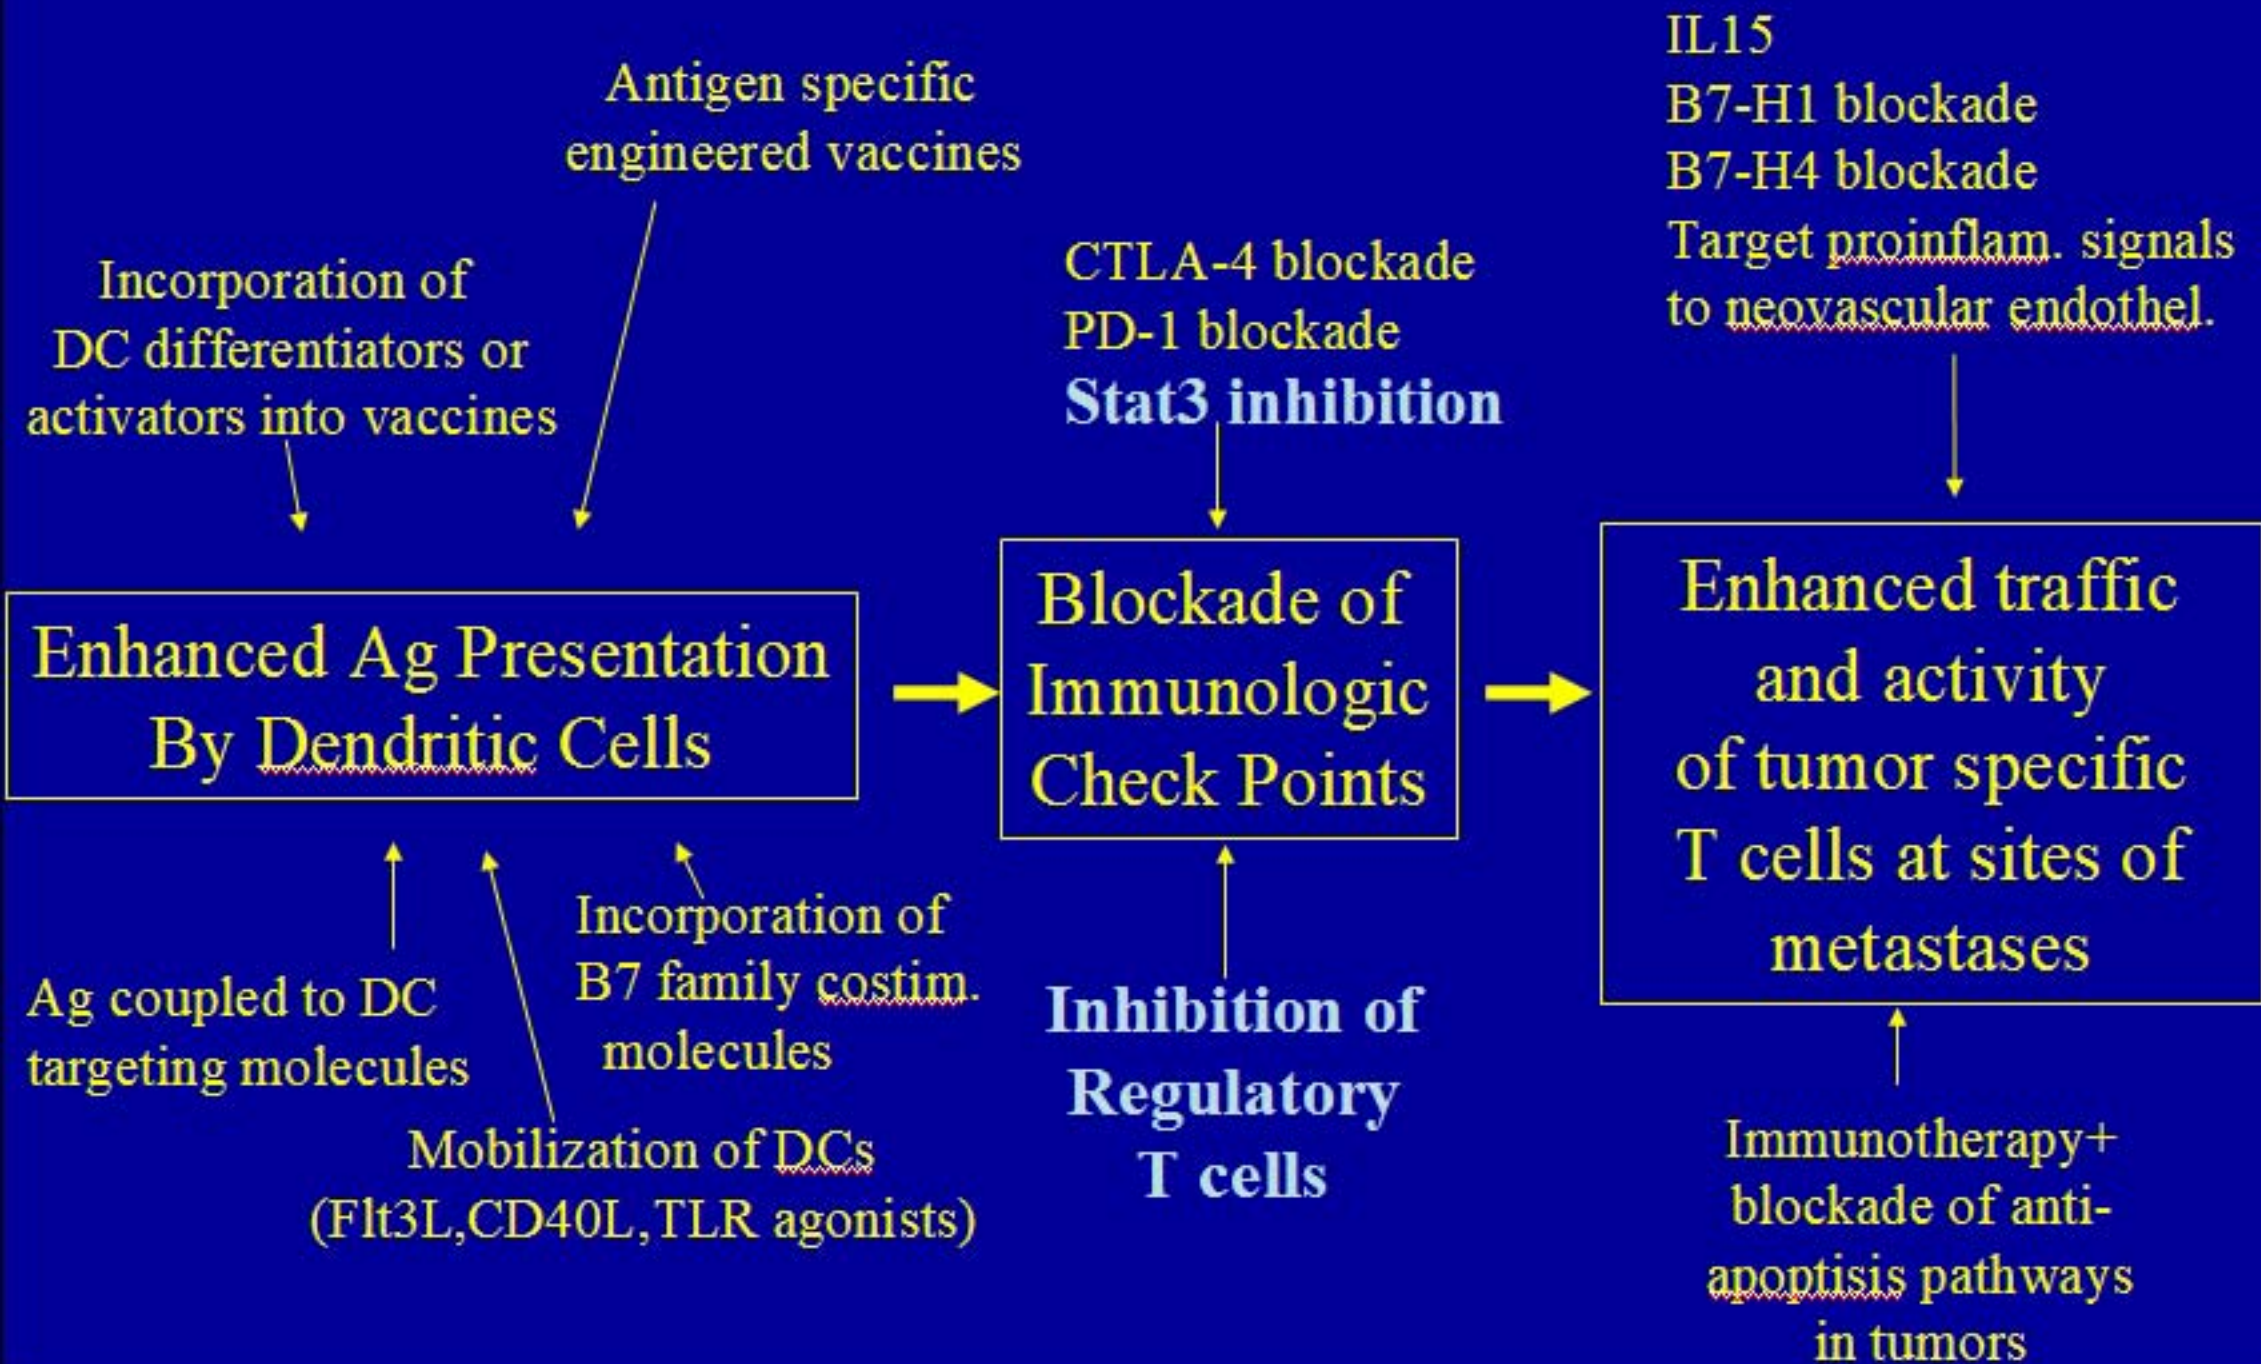 Antigen specific
engineered vaccines
Incorporation of
DC differentiators or
activators into vaccines
CTLA-4 blockade
PD-1 blockade
Stat3 inhibition
IL15
B7-H1 blockade
B7-H4 blockade
Target proinflam. signals
to neovascular endothel.
Enhanced Ag Presentation
By Dendritic Cells
Blockade of
Immunologic
Check Points
Enhanced traffic
and activity
of tumor specific
T cells at sites of
metastases
Ag coupled to DC
targeting molecules
Mobilization of DCs
(Flt3L,CD40L,TLR agonists)
Incorporation of
B7 family costim.
molecules
Inhibition of
Regulatory
T cells
Immunotherapy+
blockade of anti-
apoptisis pathways
in tumors